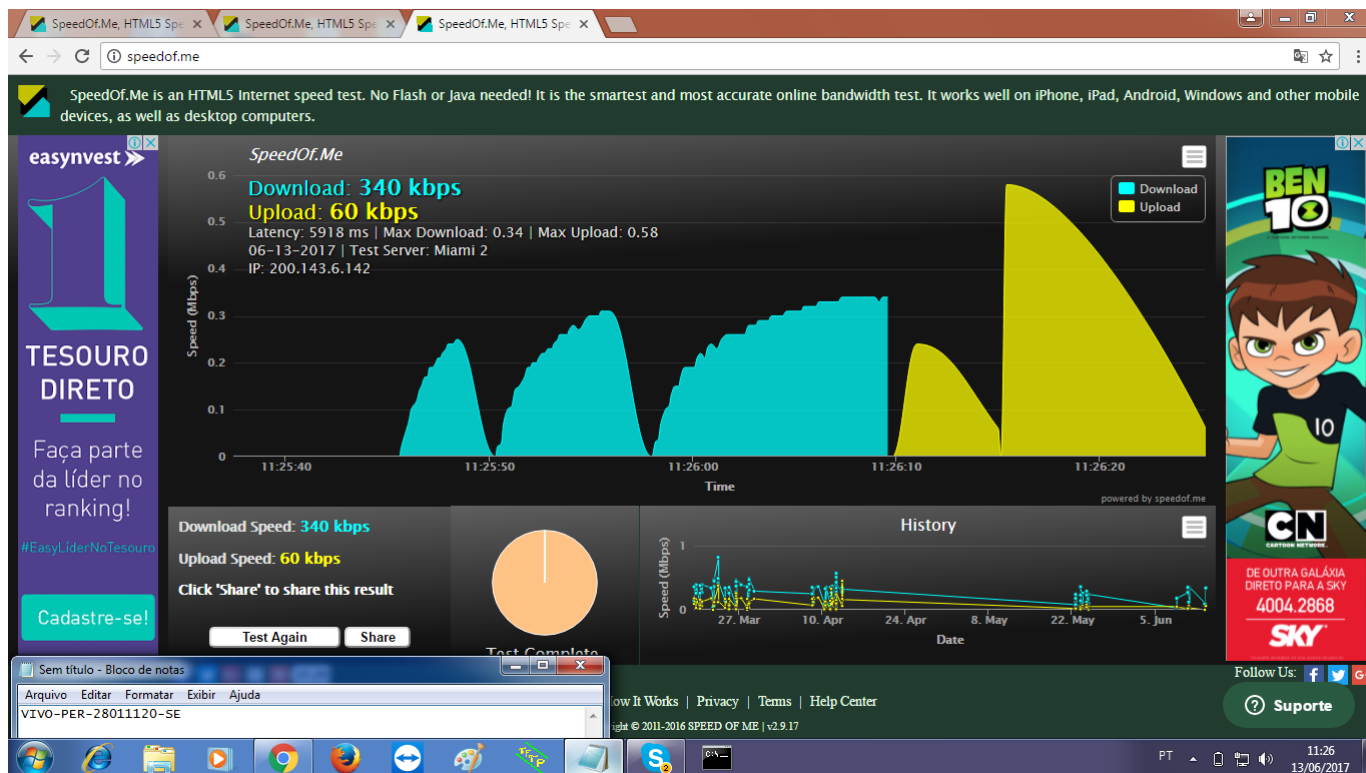 SpeedOf.Me, HTML5 Spe
SpeedOf.Me, HTML5 Spe
SpeedOf.Me, HTML5 Spe
speedof.me
SpeedOf.Me is an HTML5 Internet speed test. No Flash or Java needed! It is the smartest and most accurate online bandwidth test. It works well on iPhone, iPad, Android, Windows and other mobile
devices, as well as desktop computers.
easynvest
1
TESOURO
DIRETO
Faça parte
da líder no
ranking!
#EasyLíderNoTesouro
Cadastre-se!
SpeedOf.Me
Download: 340 kbps
Upload: 60 kbps
Latency: 5918 ms | Max Download: 0.34 | Max Upload: 0.58
06-13-2017 | Test Server: Miami 2
IP: 200.143.6.142
Download
Upload
Speed (Mbps)
0.6
0.5
0.4
0.3
0.2
0.1
0
11:25:40
11:25:50
11:26:00
11:26:10
11:26:20
Time
powered by speedof.me
Download Speed: 340 kbps
Upload Speed: 60 kbps
Click 'Share' to share this result
Test Again
Share
Test Complete
History
Speed (Mbps)
1
0
27. Mar
10. Apr
24. Apr
8. May
22. May
5. Jun
Date
BEN
10
10
CN
CARTOON NETWORK.
DE OUTRA GALÁXIA
DIRETO PARA A SKY
4004.2868
SKY
Follow Us:
Suporte
How It Works | Privacy | Terms | Help Center
© 2011-2016 SPEED OF ME | v2.9.17
Sem título - Bloco de notas
Arquivo Editar Formatar Exibir Ajuda
VIVO-PER-28011120-SE
TFTP
C:\_
2
PT
11:26
13/06/2017